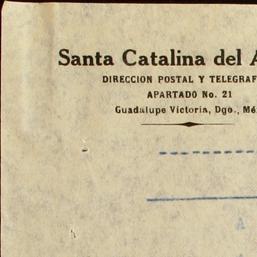 Santa Catalina del A
DIRECCION POSTAL Y TELEGRAF
APARTADO No. 21
Guadalupe Victoria, Dgo., Mé